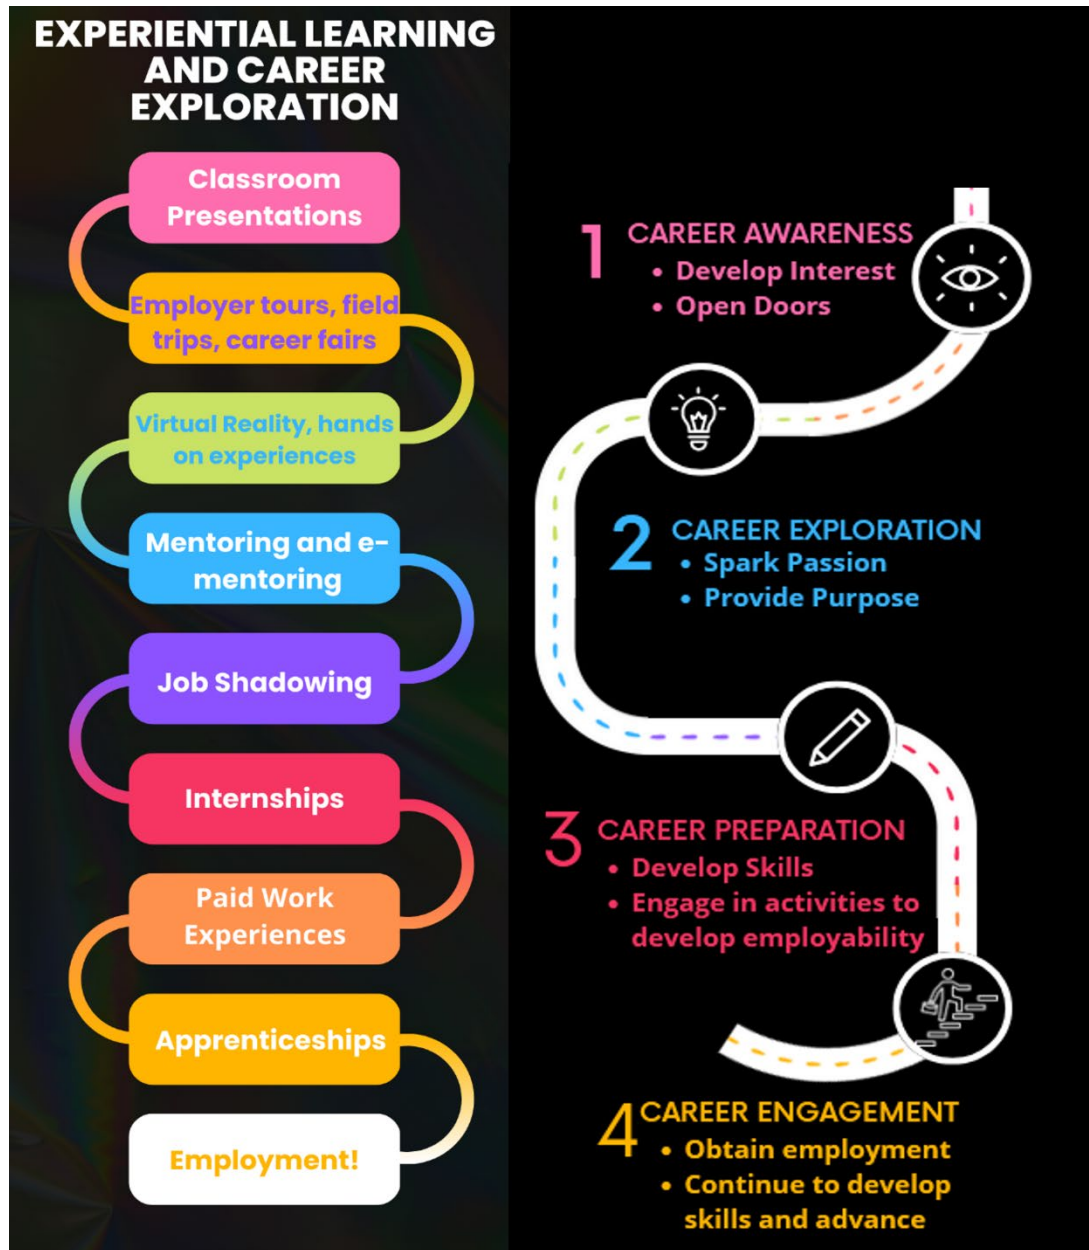 EXPERIENTIAL LEARNING
AND CAREER
EXPLORATION
Classroom
Presentations
Employer tours, field
trips, career fairs
Virtual Reality, hands
on experiences
Mentoring and e-
mentoring
Job Shadowing
Internships
Paid Work
Experiences
Apprenticeships
Employment!
1 CAREER AWARENESS
• Develop Interest
• Open Doors
2 CAREER EXPLORATION
• Spark Passion
• Provide Purpose
3 CAREER PREPARATION
• Develop Skills
• Engage in activities to
develop employability
4 CAREER ENGAGEMENT
• Obtain employment
• Continue to develop
skills and advance